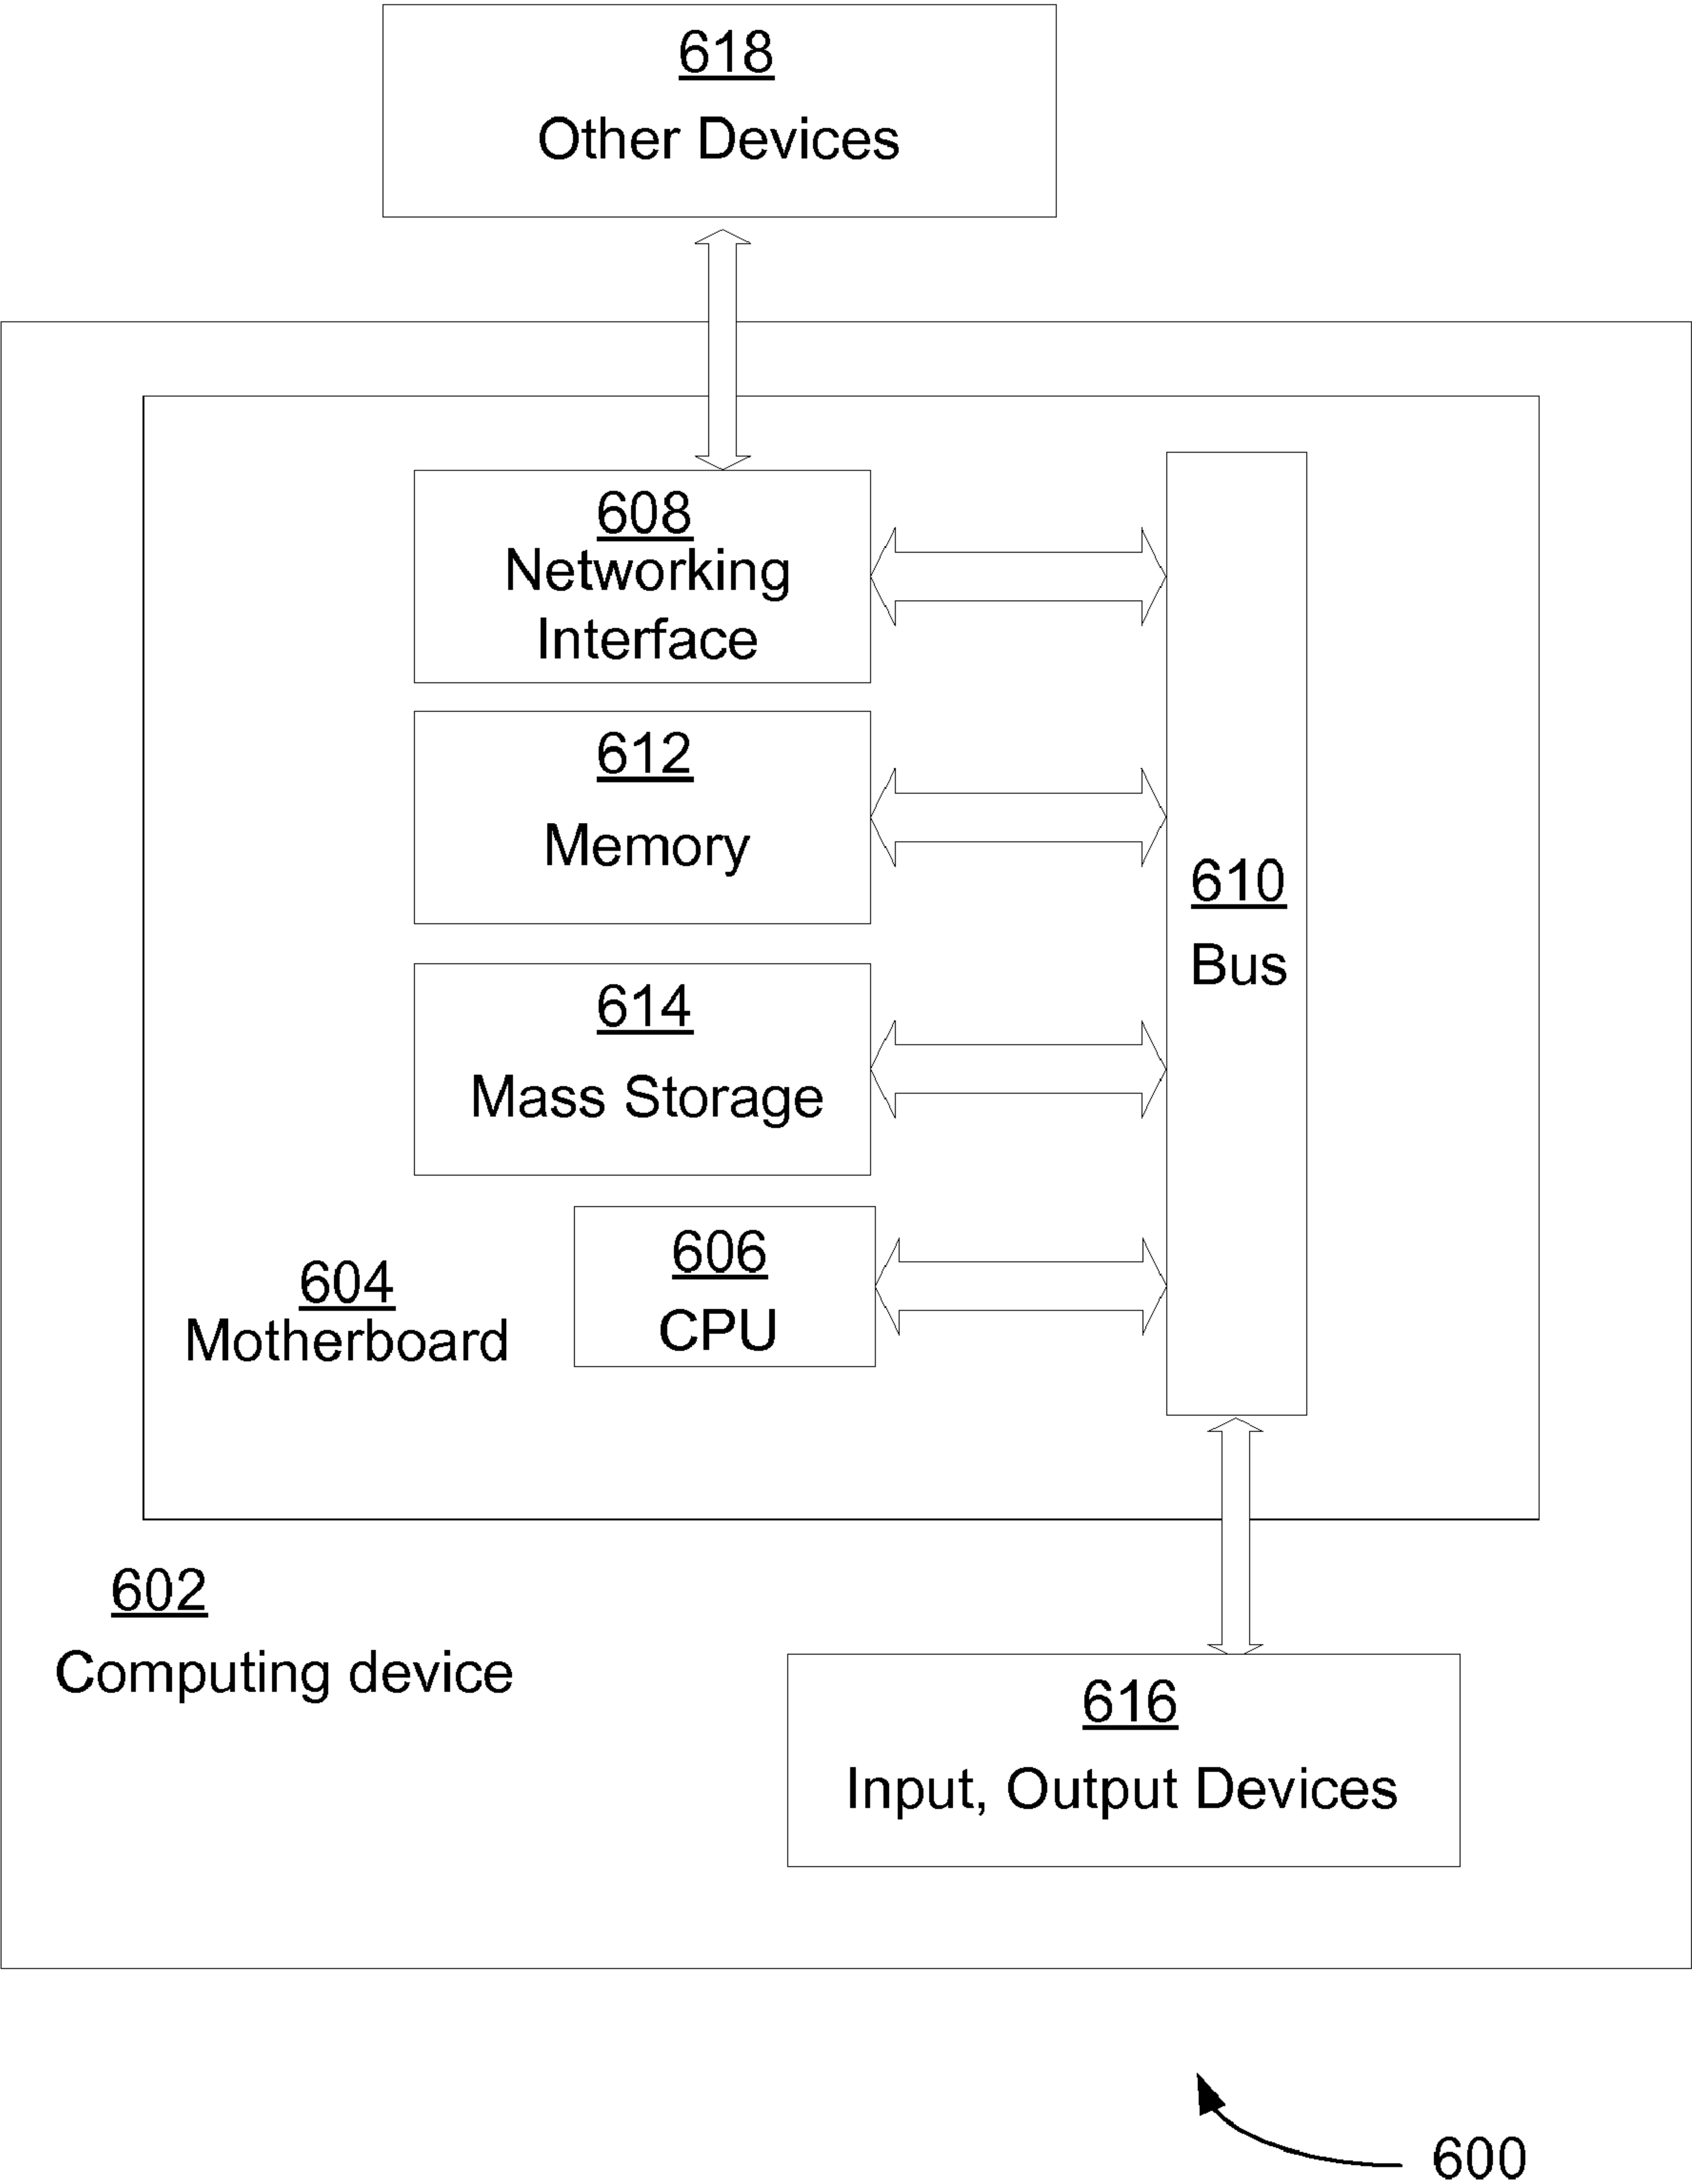 618
Other Devices
608
Networking
Interface
612
Memory
610
Bus
614
Mass Storage
606
CPU
604
Motherboard
602
Computing device
616
Input, Output Devices
600